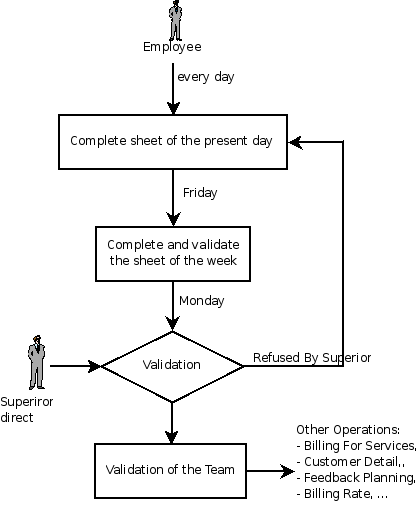 Employee
every day
Complete sheet of the present day
Friday
Complete and validate
the sheet of the week
Monday
Validation
Refused By Superior
Superiror
direct
Validation of the Team
Other Operations:
- Billing For Services,
- Customer Detail,,
- Feedback Planning,
- Billing Rate, ...